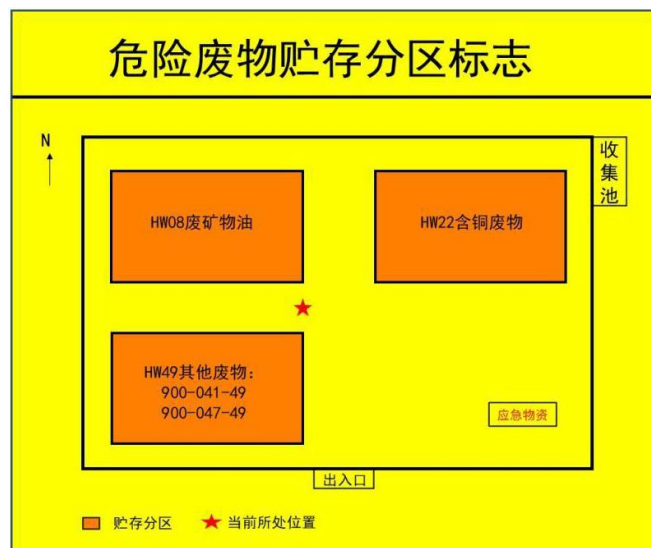 危险废物贮存分区标志
N
收集池
HW08废矿物油
HW22含铜废物
HW49其他废物:
900-041-49
900-047-49
应急物资
出入口
贮存分区
当前所处位置